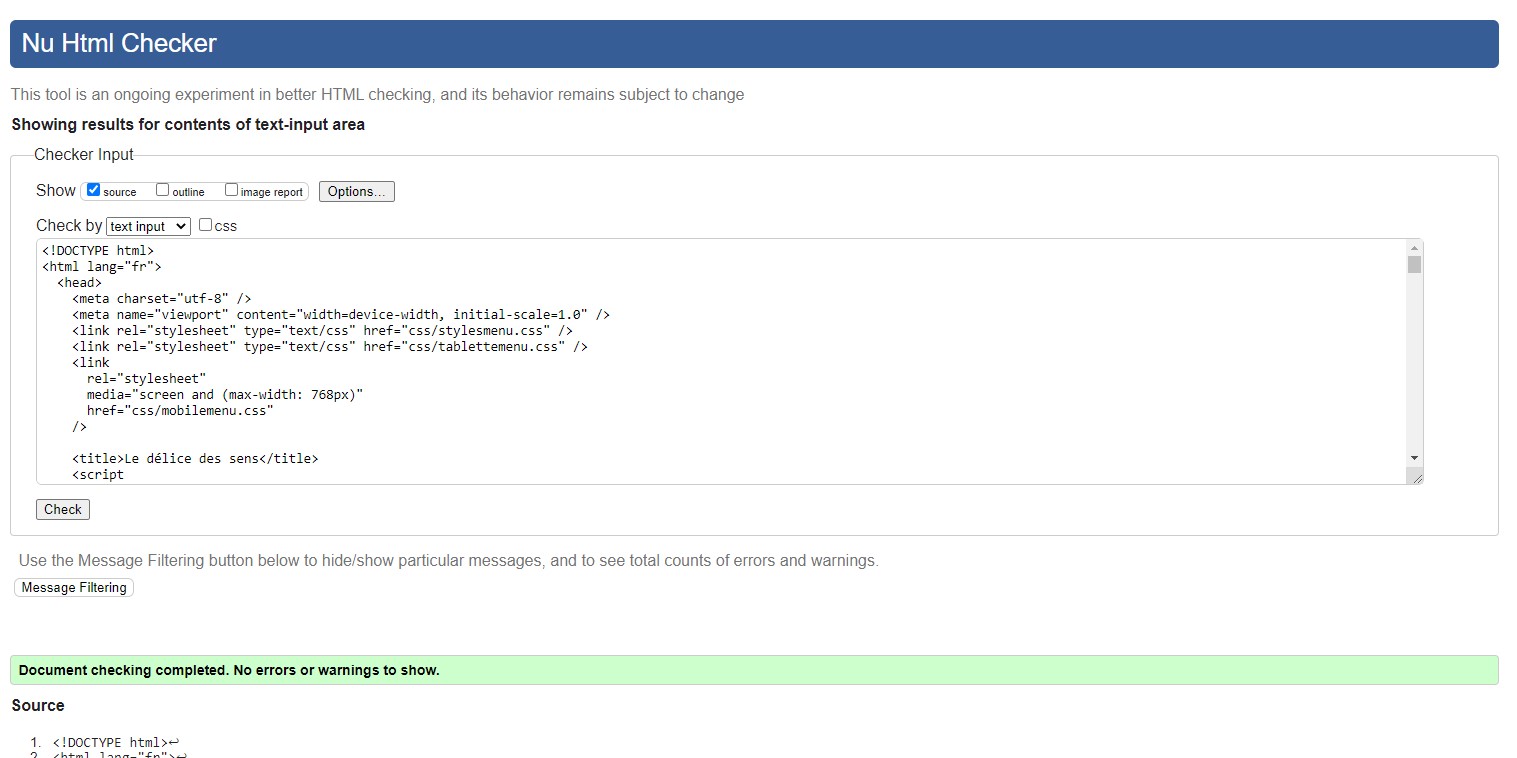 Nu Html Checker
This tool is an ongoing experiment in better HTML checking, and its behavior remains subject to change
Showing results for contents of text-input area
Checker Input
Show source outline image report Options...
Check by text input css
<!DOCTYPE html>
<html lang="fr">
  <head>
    <meta charset="utf-8" />
    <meta name="viewport" content="width=device-width, initial-scale=1.0" />
    <link rel="stylesheet" type="text/css" href="css/stylesmenu.css" />
    <link rel="stylesheet" type="text/css" href="css/tablettemenu.css" />
    <link
      rel="stylesheet"
      media="screen and (max-width: 768px)"
      href="css/mobilemenu.css"
    />
    <title>Le délice des sens</title>
    <script
Check
Use the Message Filtering button below to hide/show particular messages, and to see total counts of errors and warnings.
Message Filtering
Document checking completed. No errors or warnings to show.
Source
1. <!DOCTYPE html>↩
2. <html lang="fr">↩